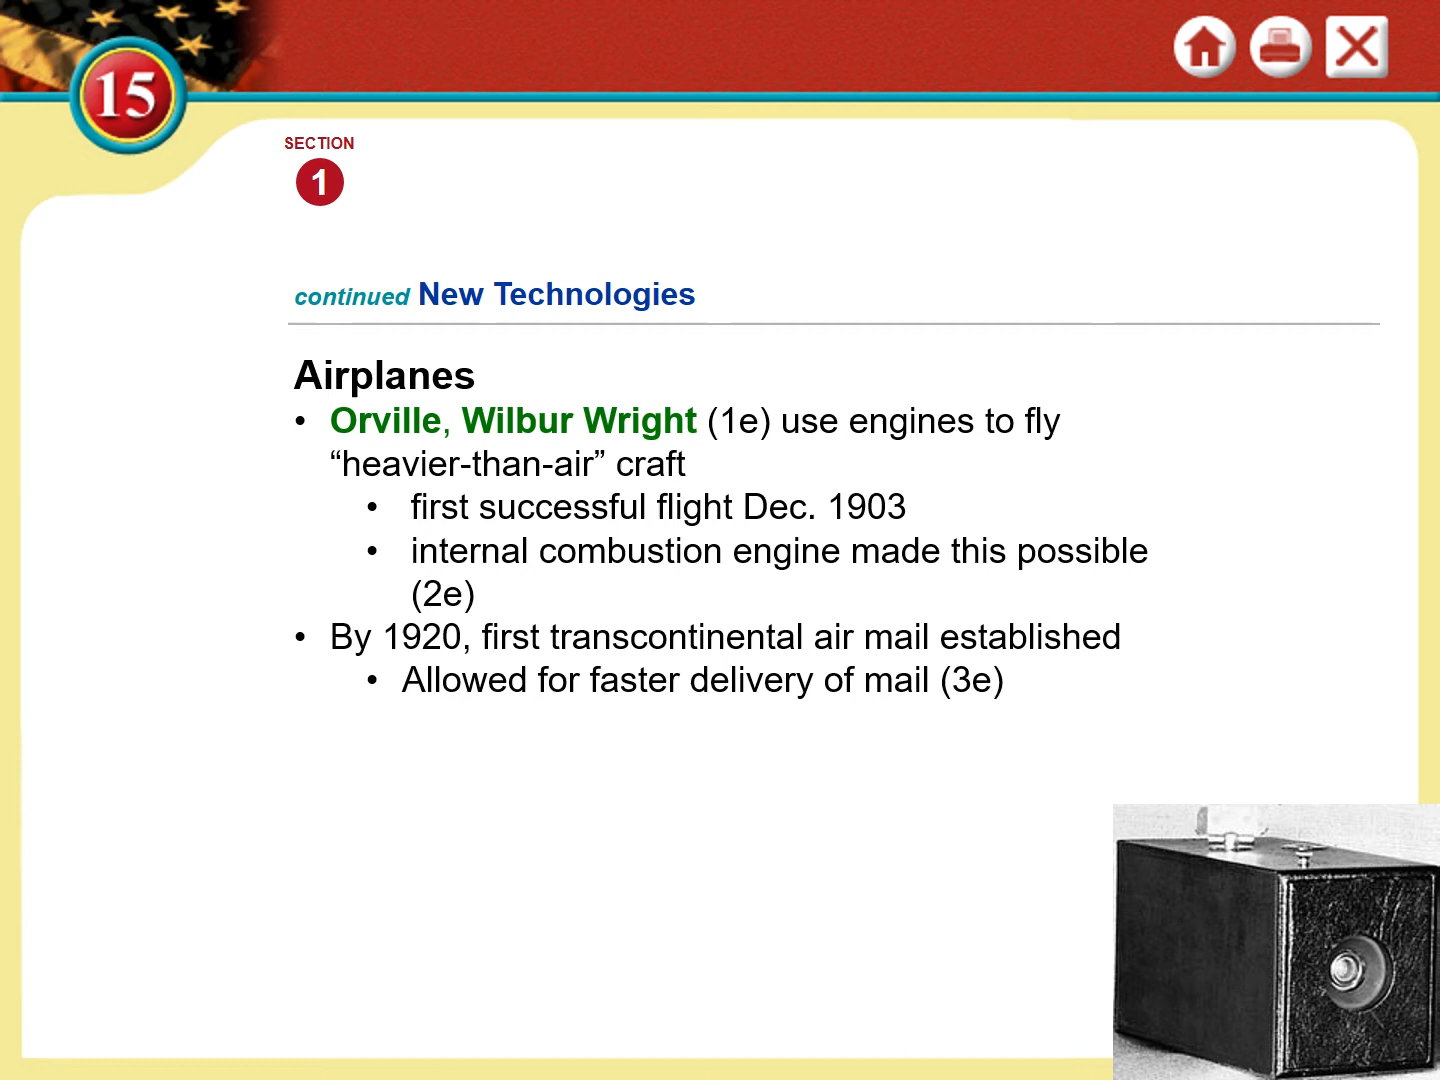 15
SECTION
1
continued New Technologies
Airplanes
• Orville, Wilbur Wright (1e) use engines to fly
“heavier-than-air” craft
• first successful flight Dec. 1903
• internal combustion engine made this possible
(2e)
• By 1920, first transcontinental air mail established
• Allowed for faster delivery of mail (3e)